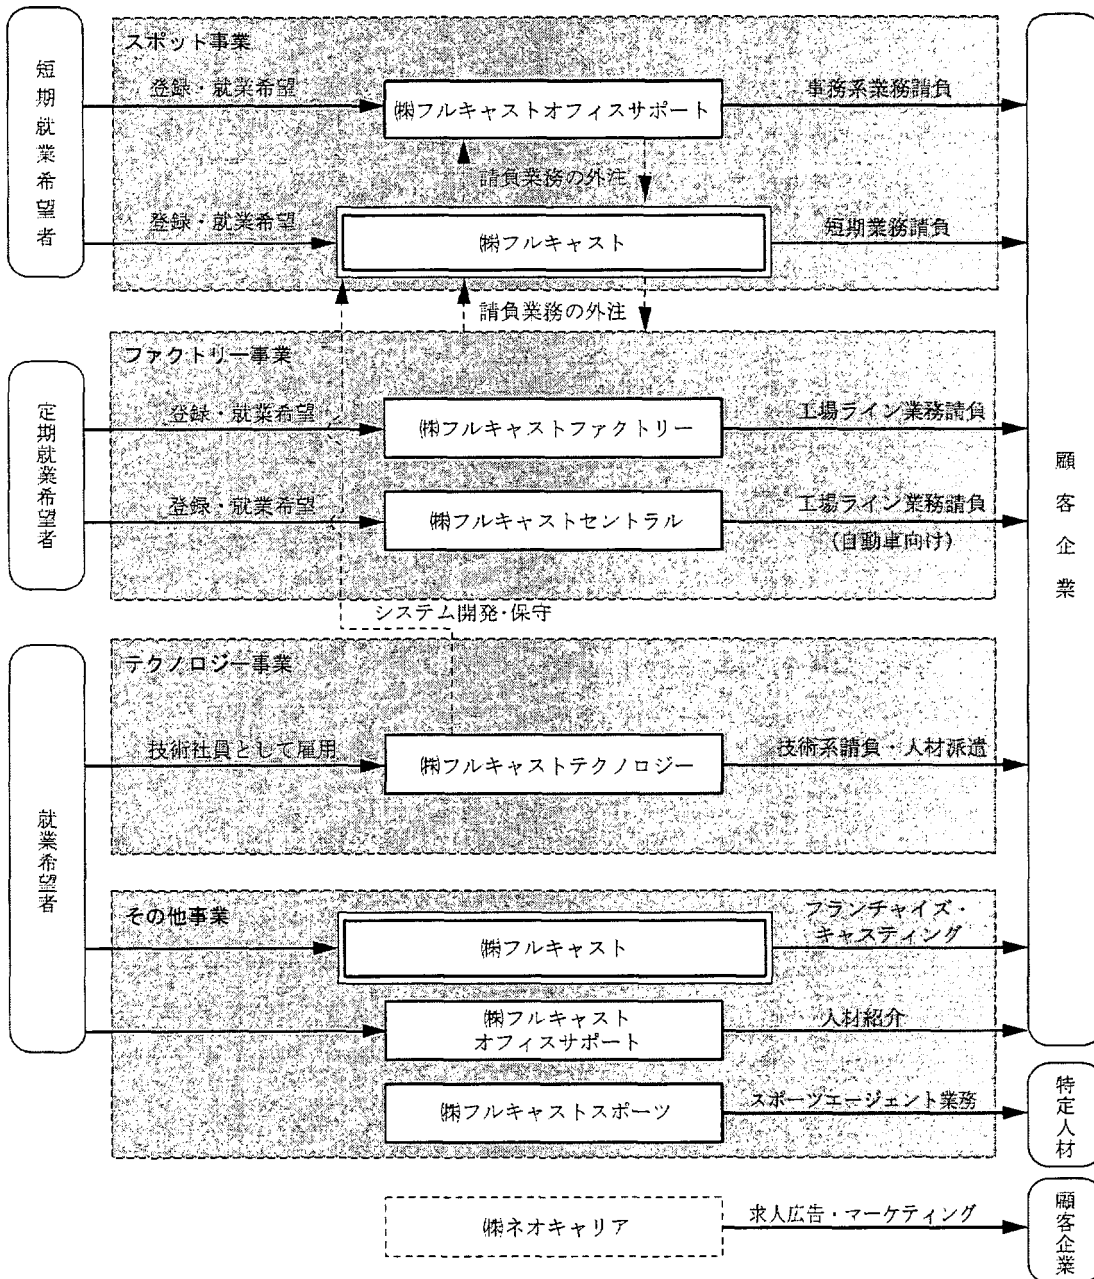 スポット事業
短期就業希望者
登録・就業希望
㈱フルキャストオフィスサポート
事務系業務請負
請負業務の外注
登録・就業希望
㈱フルキャスト
短期業務請負
請負業務の外注
ファクトリー事業
定期就業希望者
登録・就業希望
㈱フルキャストファクトリー
工場ライン業務請負
登録・就業希望
㈱フルキャストセントラル
工場ライン業務請負
(自動車向け)
顧客企業
システム開発・保守
テクノロジー事業
就業希望者
技術社員として雇用
㈱フルキャストテクノロジー
技術系請負・人材派遣
その他事業
㈱フルキャスト
フランチャイズ・
キャスティング
㈱フルキャスト
オフィスサポート
人材紹介
㈱フルキャストスポーツ
スポーツエージェント業務
特定人材
㈱ネオキャリア
求人広告・マーケティング
顧客企業